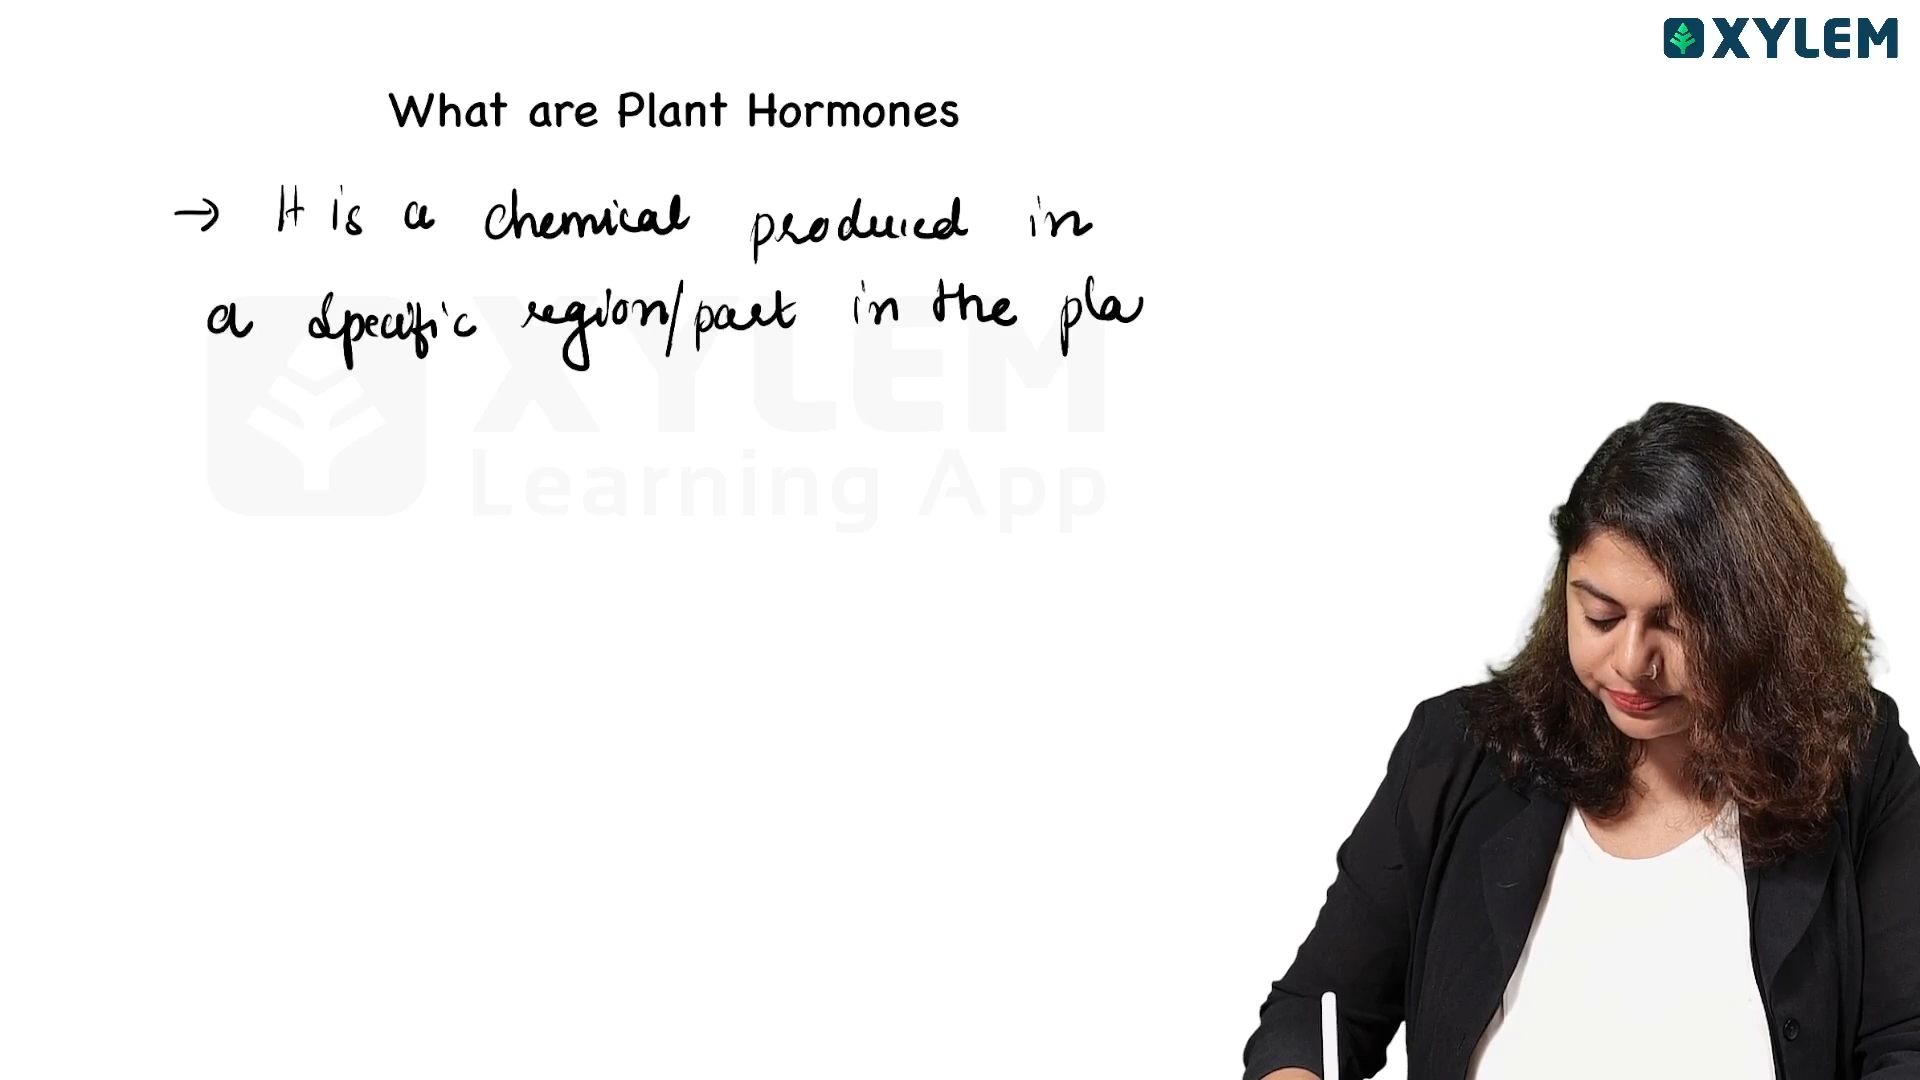 XYLEM
What are Plant Hormones
→ It is a chemical produced in
a specific region/part in the pla
XYLEM
Learning App